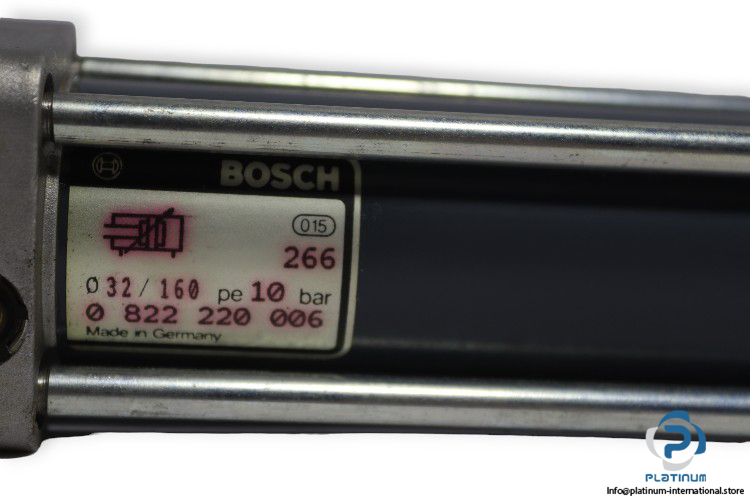 BOSCH
015
266
Ø 32 / 160 pe 10 bar
0 822 220 006
Made in Germany
PLATINUM
Info@platinum-international.store